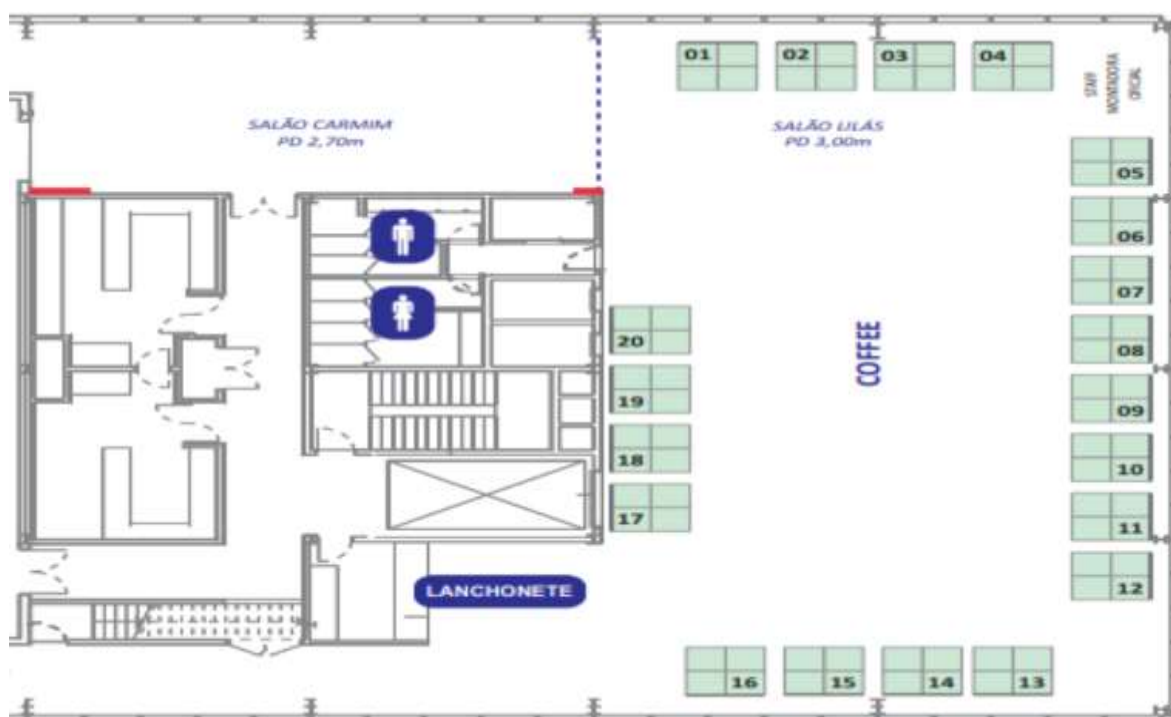 01
02
03
04
STAFF
MONTADORA
OFICIAL
SALÃO CARMIM
PD 2,70m
SALÃO LILÁS
PD 3,00m
05
06
07
08
09
10
11
12
COFFEE
20
19
18
17
LANCHONETE
16
15
14
13